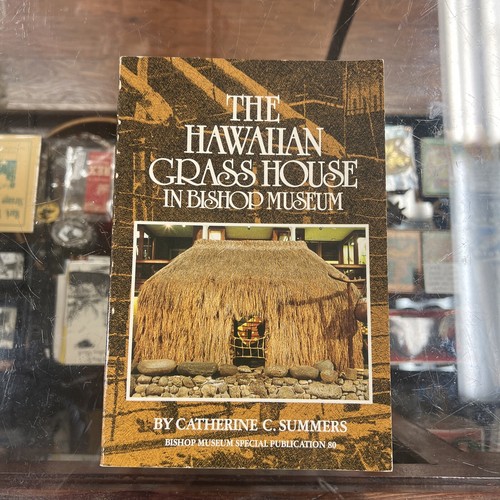 THE
HAWAIIAN
GRASS HOUSE
IN BISHOP MUSEUM
BY CATHERINE C. SUMMERS
BISHOP MUSEUM SPECIAL PUBLICATION 80